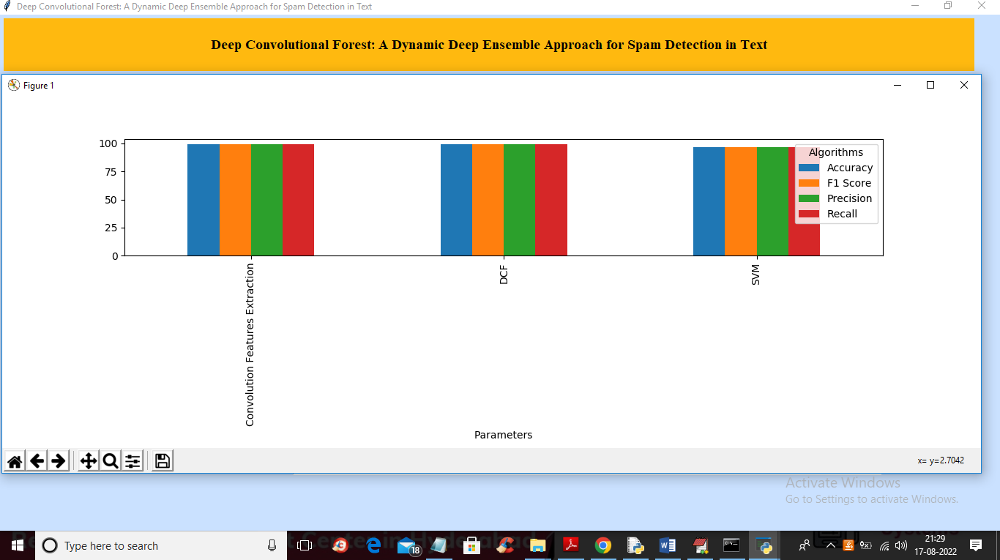 Deep Convolutional Forest: A Dynamic Deep Ensemble Approach for Spam Detection in Text
Deep Convolutional Forest: A Dynamic Deep Ensemble Approach for Spam Detection in Text
Figure 1
100
75
50
25
0
Algorithms
Accuracy
F1 Score
Precision
Recall
Convolution Features Extraction
DCF
SVM
Parameters
x= y=2.7042
Activate Windows
Go to Settings to activate Windows.
Type here to search
18
21:29
17-08-2022